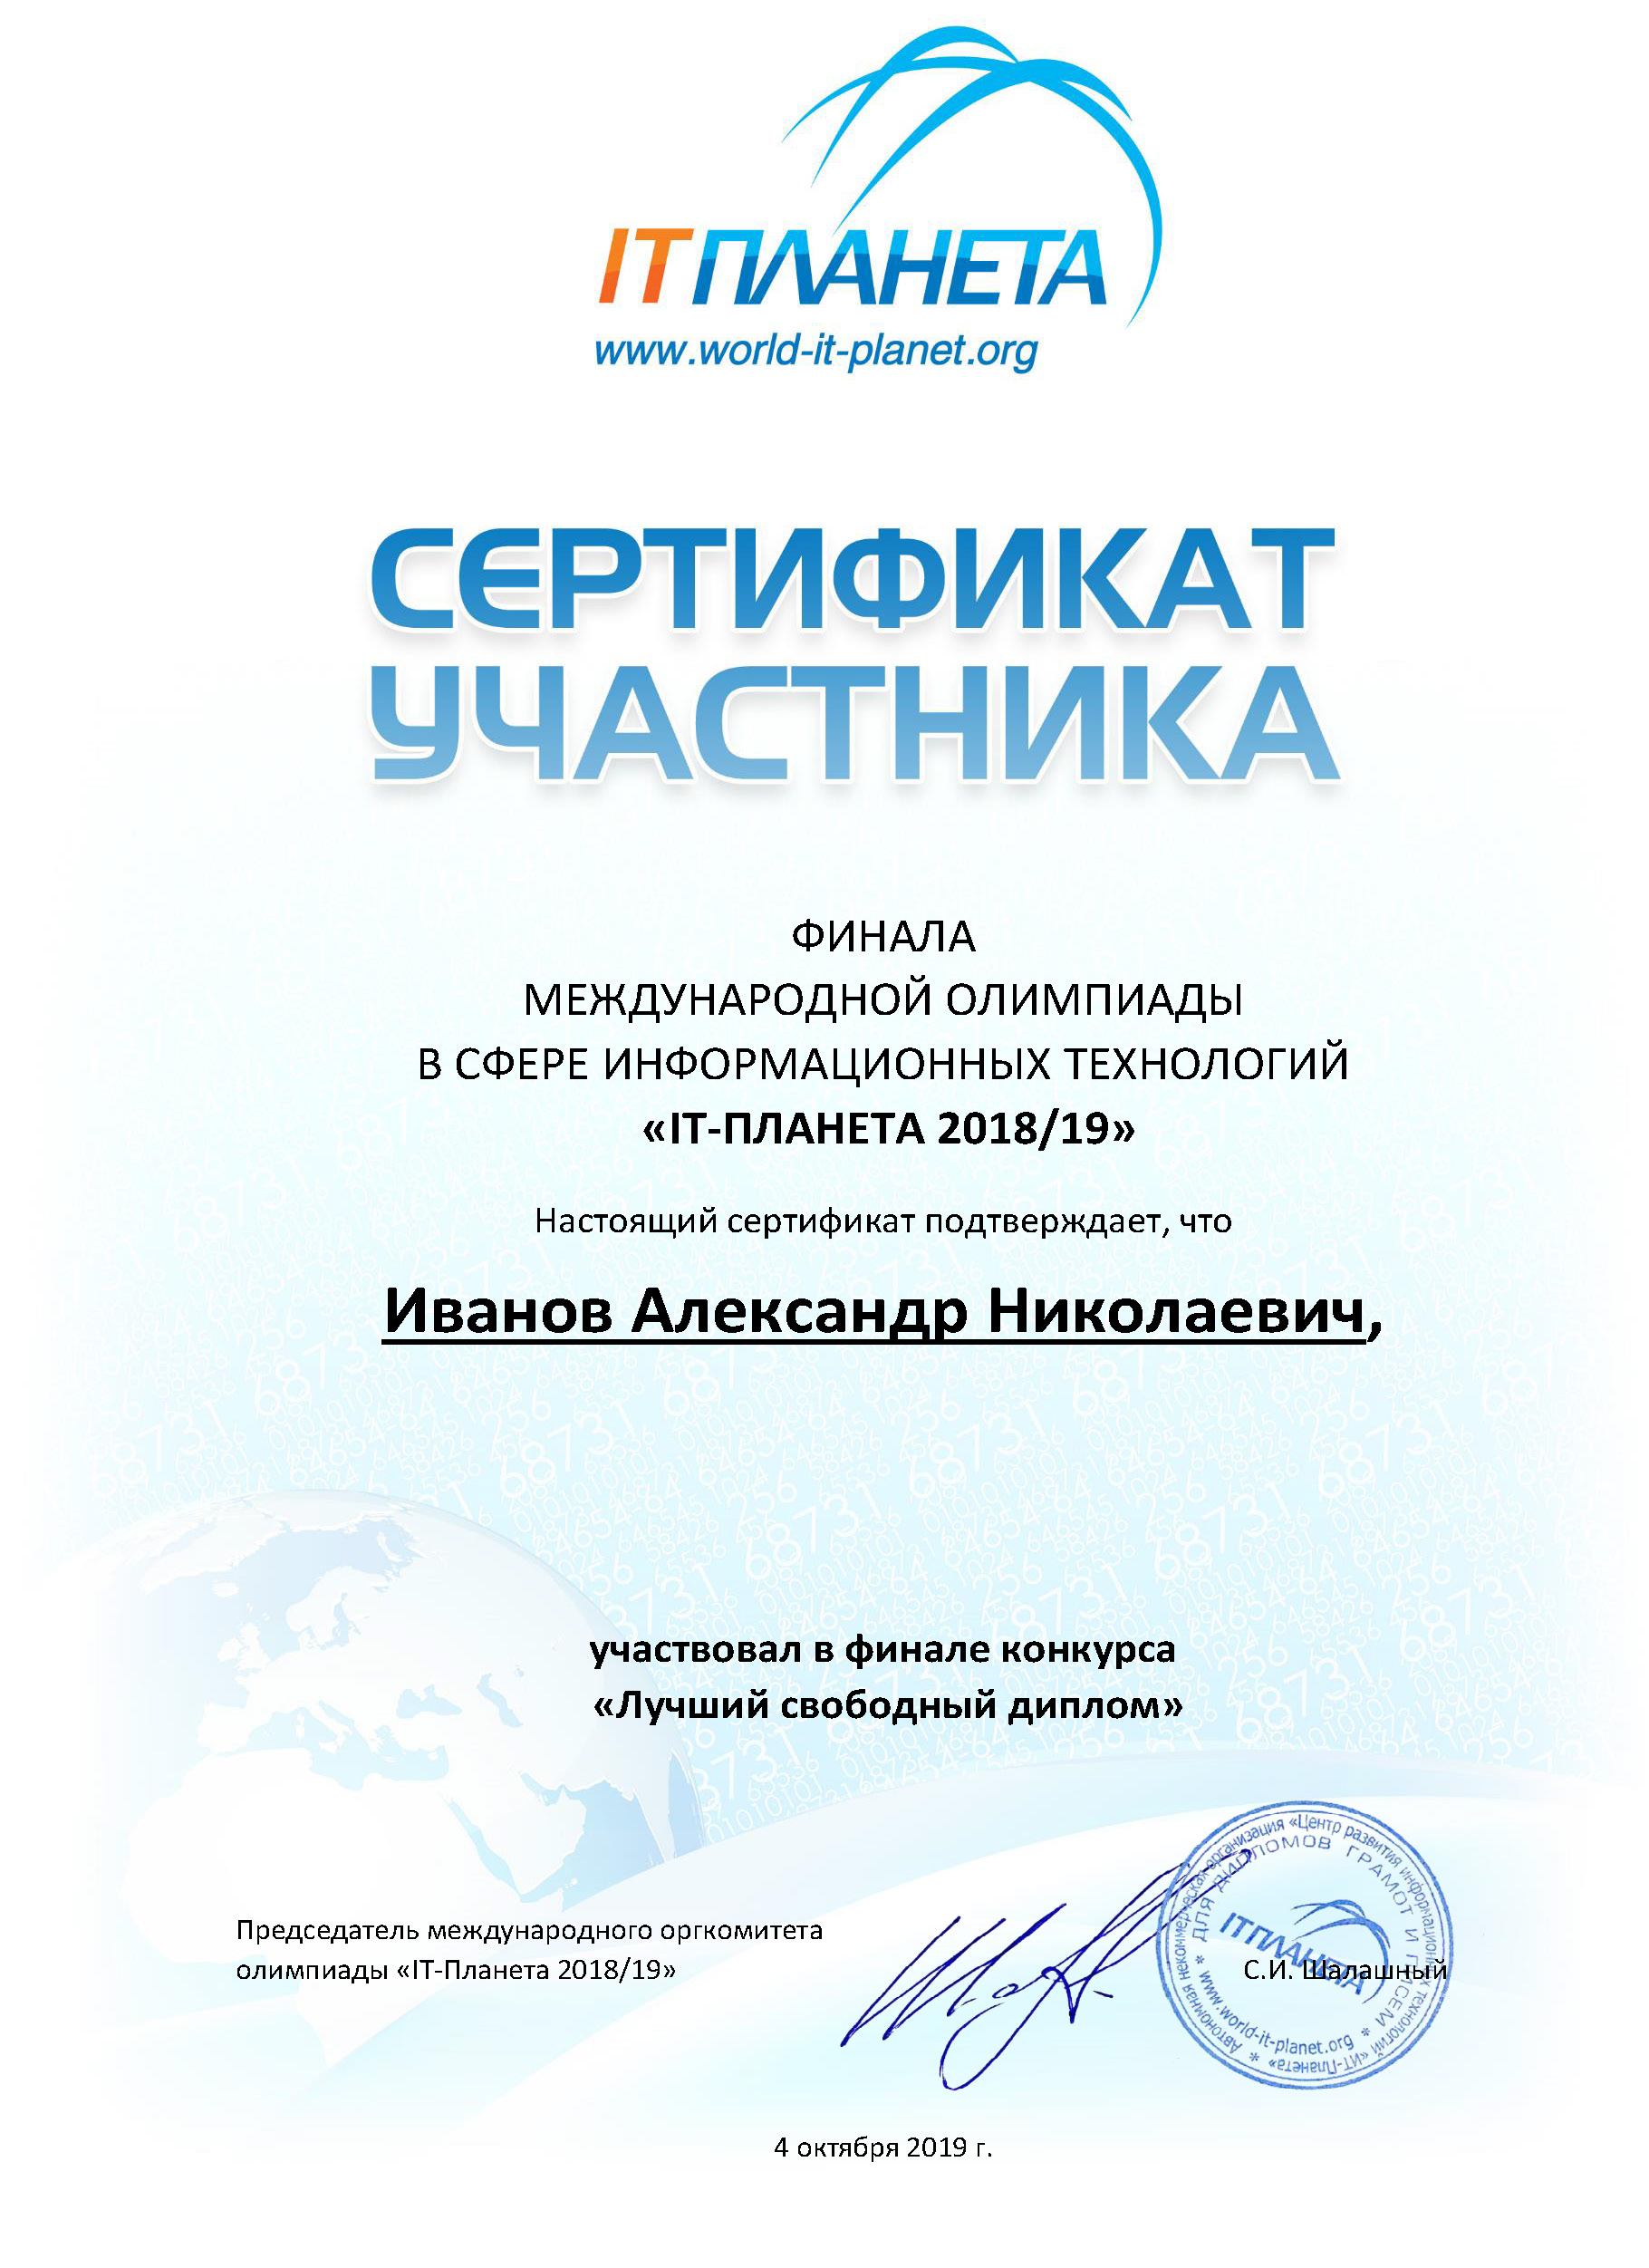 ITПЛАНЕТА
www.world-it-planet.org
СЕРТИФИКАТ
УЧАСТНИКА
ФИНАЛА
МЕЖДУНАРОДНОЙ ОЛИМПИАДЫ
В СФЕРЕ ИНФОРМАЦИОННЫХ ТЕХНОЛОГИЙ
«IT-ПЛАНЕТА 2018/19»
Настоящий сертификат подтверждает, что
Иванов Александр Николаевич,
участвовал в финале конкурса
«Лучший свободный диплом»
Председатель международного оргкомитета
олимпиады «IT-Планета 2018/19»
С.И. Шалашный
Автономная некоммерческая организация «Центр развития информационных технологий «ИТ-Планета» *
* ДЛЯ ДИПЛОМОВ ГРАМОТ И ПИСЕМ *
www.world-it-planet.org
ITПЛАНЕТА
4 октября 2019 г.